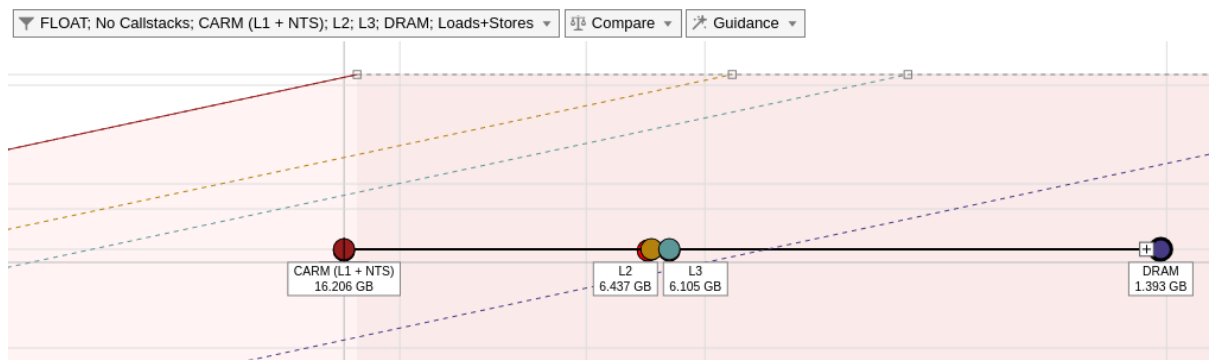 FLOAT; No Callstacks; CARM (L1 + NTS); L2; L3; DRAM; Loads+Stores
Compare
Guidance
CARM (L1 + NTS)
16.206 GB
L2
6.437 GB
L3
6.105 GB
DRAM
1.393 GB